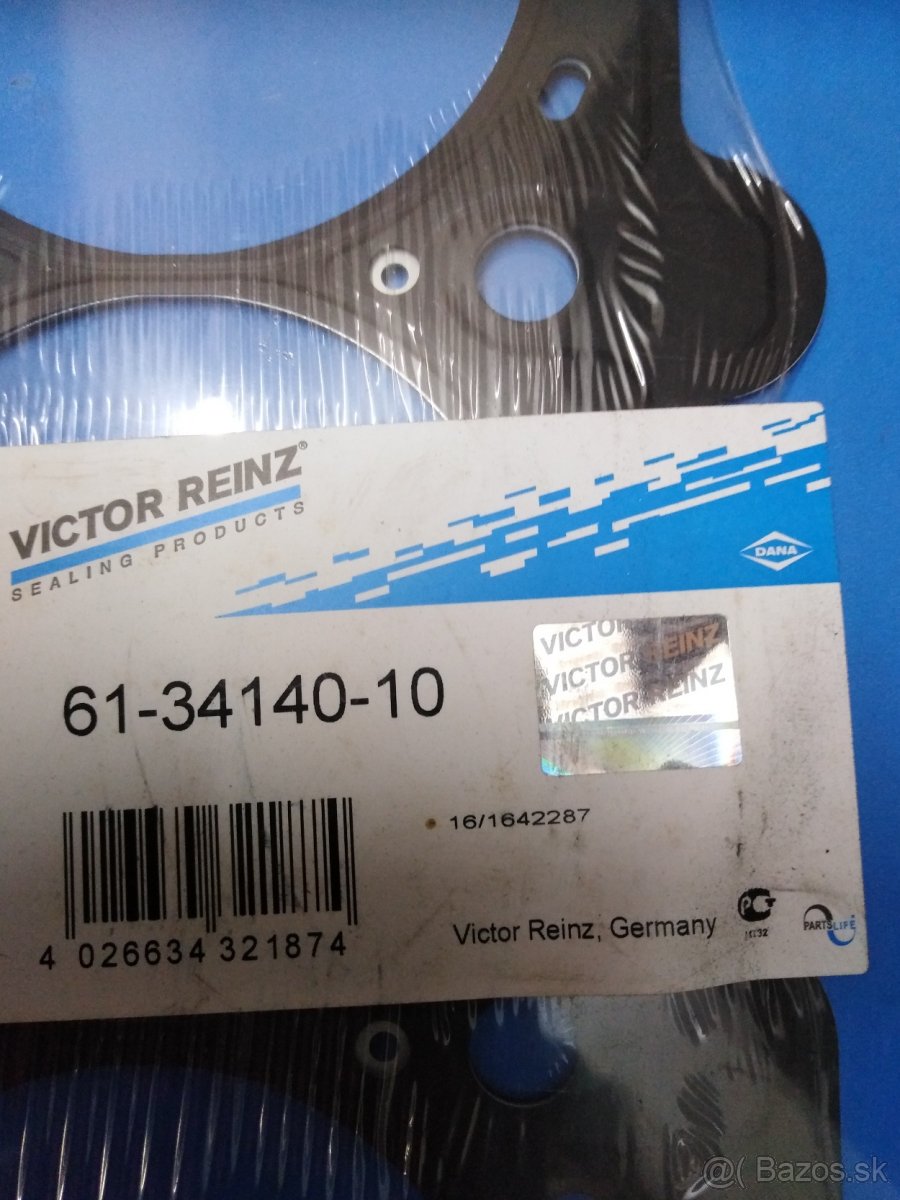 VICTOR REINZ®
SEALING PRODUCTS
DANA
61-34140-10
VICTOR REINZ
VICTOR REINZ
VICTOR REINZ
16/1642287
4 026634 321874
Victor Reinz, Germany
PARTSLIFE
@( Bazos.sk